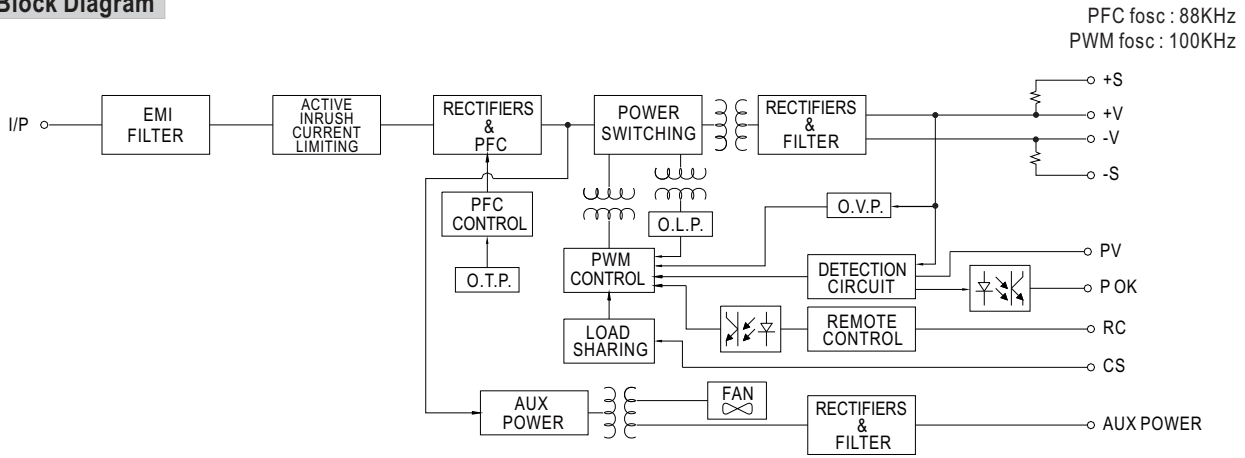 Block Diagram
PFC fosc : 88KHz
PWM fosc : 100KHz
I/P
EMI
FILTER
ACTIVE
INRUSH
CURRENT
LIMITING
RECTIFIERS
&
PFC
POWER
SWITCHING
RECTIFIERS
&
FILTER
+S
+V
-V
-S
PFC
CONTROL
O.L.P.
O.V.P.
O.T.P.
PWM
CONTROL
DETECTION
CIRCUIT
PV
P OK
LOAD
SHARING
REMOTE
CONTROL
RC
CS
AUX
POWER
FAN
RECTIFIERS
&
FILTER
AUX POWER